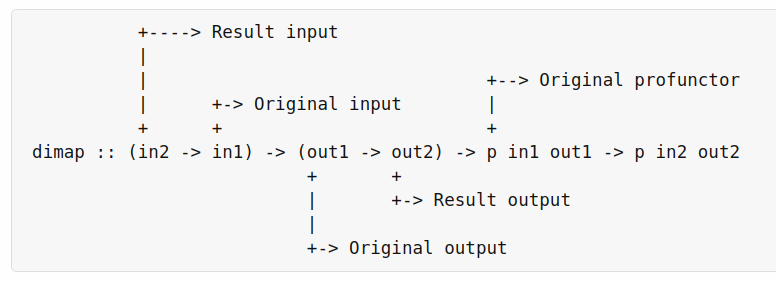 +----> Result input
          |
          |                                +--> Original profunctor
          |      +-> Original input        |
          +      +                         +
dimap :: (in2 -> in1) -> (out1 -> out2) -> p in1 out1 -> p in2 out2
                          +       +
                          |       +-> Result output
                          |
                          +-> Original output